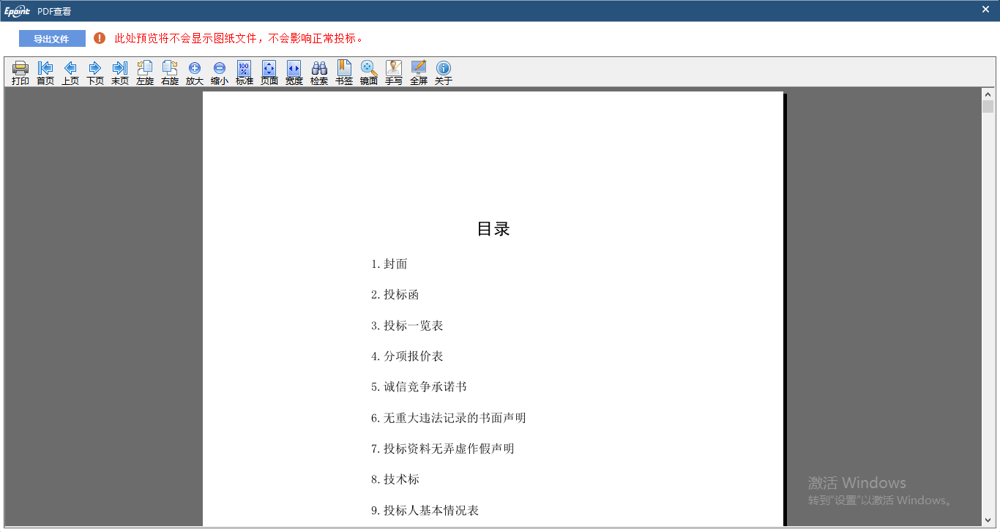 Epoint PDF查看
导出文件 此处预览将不会显示图纸文件，不会影响正常投标。
打印 首页 上页 下页 末页 左旋 右旋 放大 缩小 100% 标准 页面 宽度 检索 书签 镜面 手写 全屏 关于
目录
1.封面
2.投标函
3.投标一览表
4.分项报价表
5.诚信竞争承诺书
6.无重大违法记录的书面声明
7.投标资料无弄虚作假声明
8.技术标
9.投标人基本情况表
激活 Windows
转到"设置"以激活 Windows。